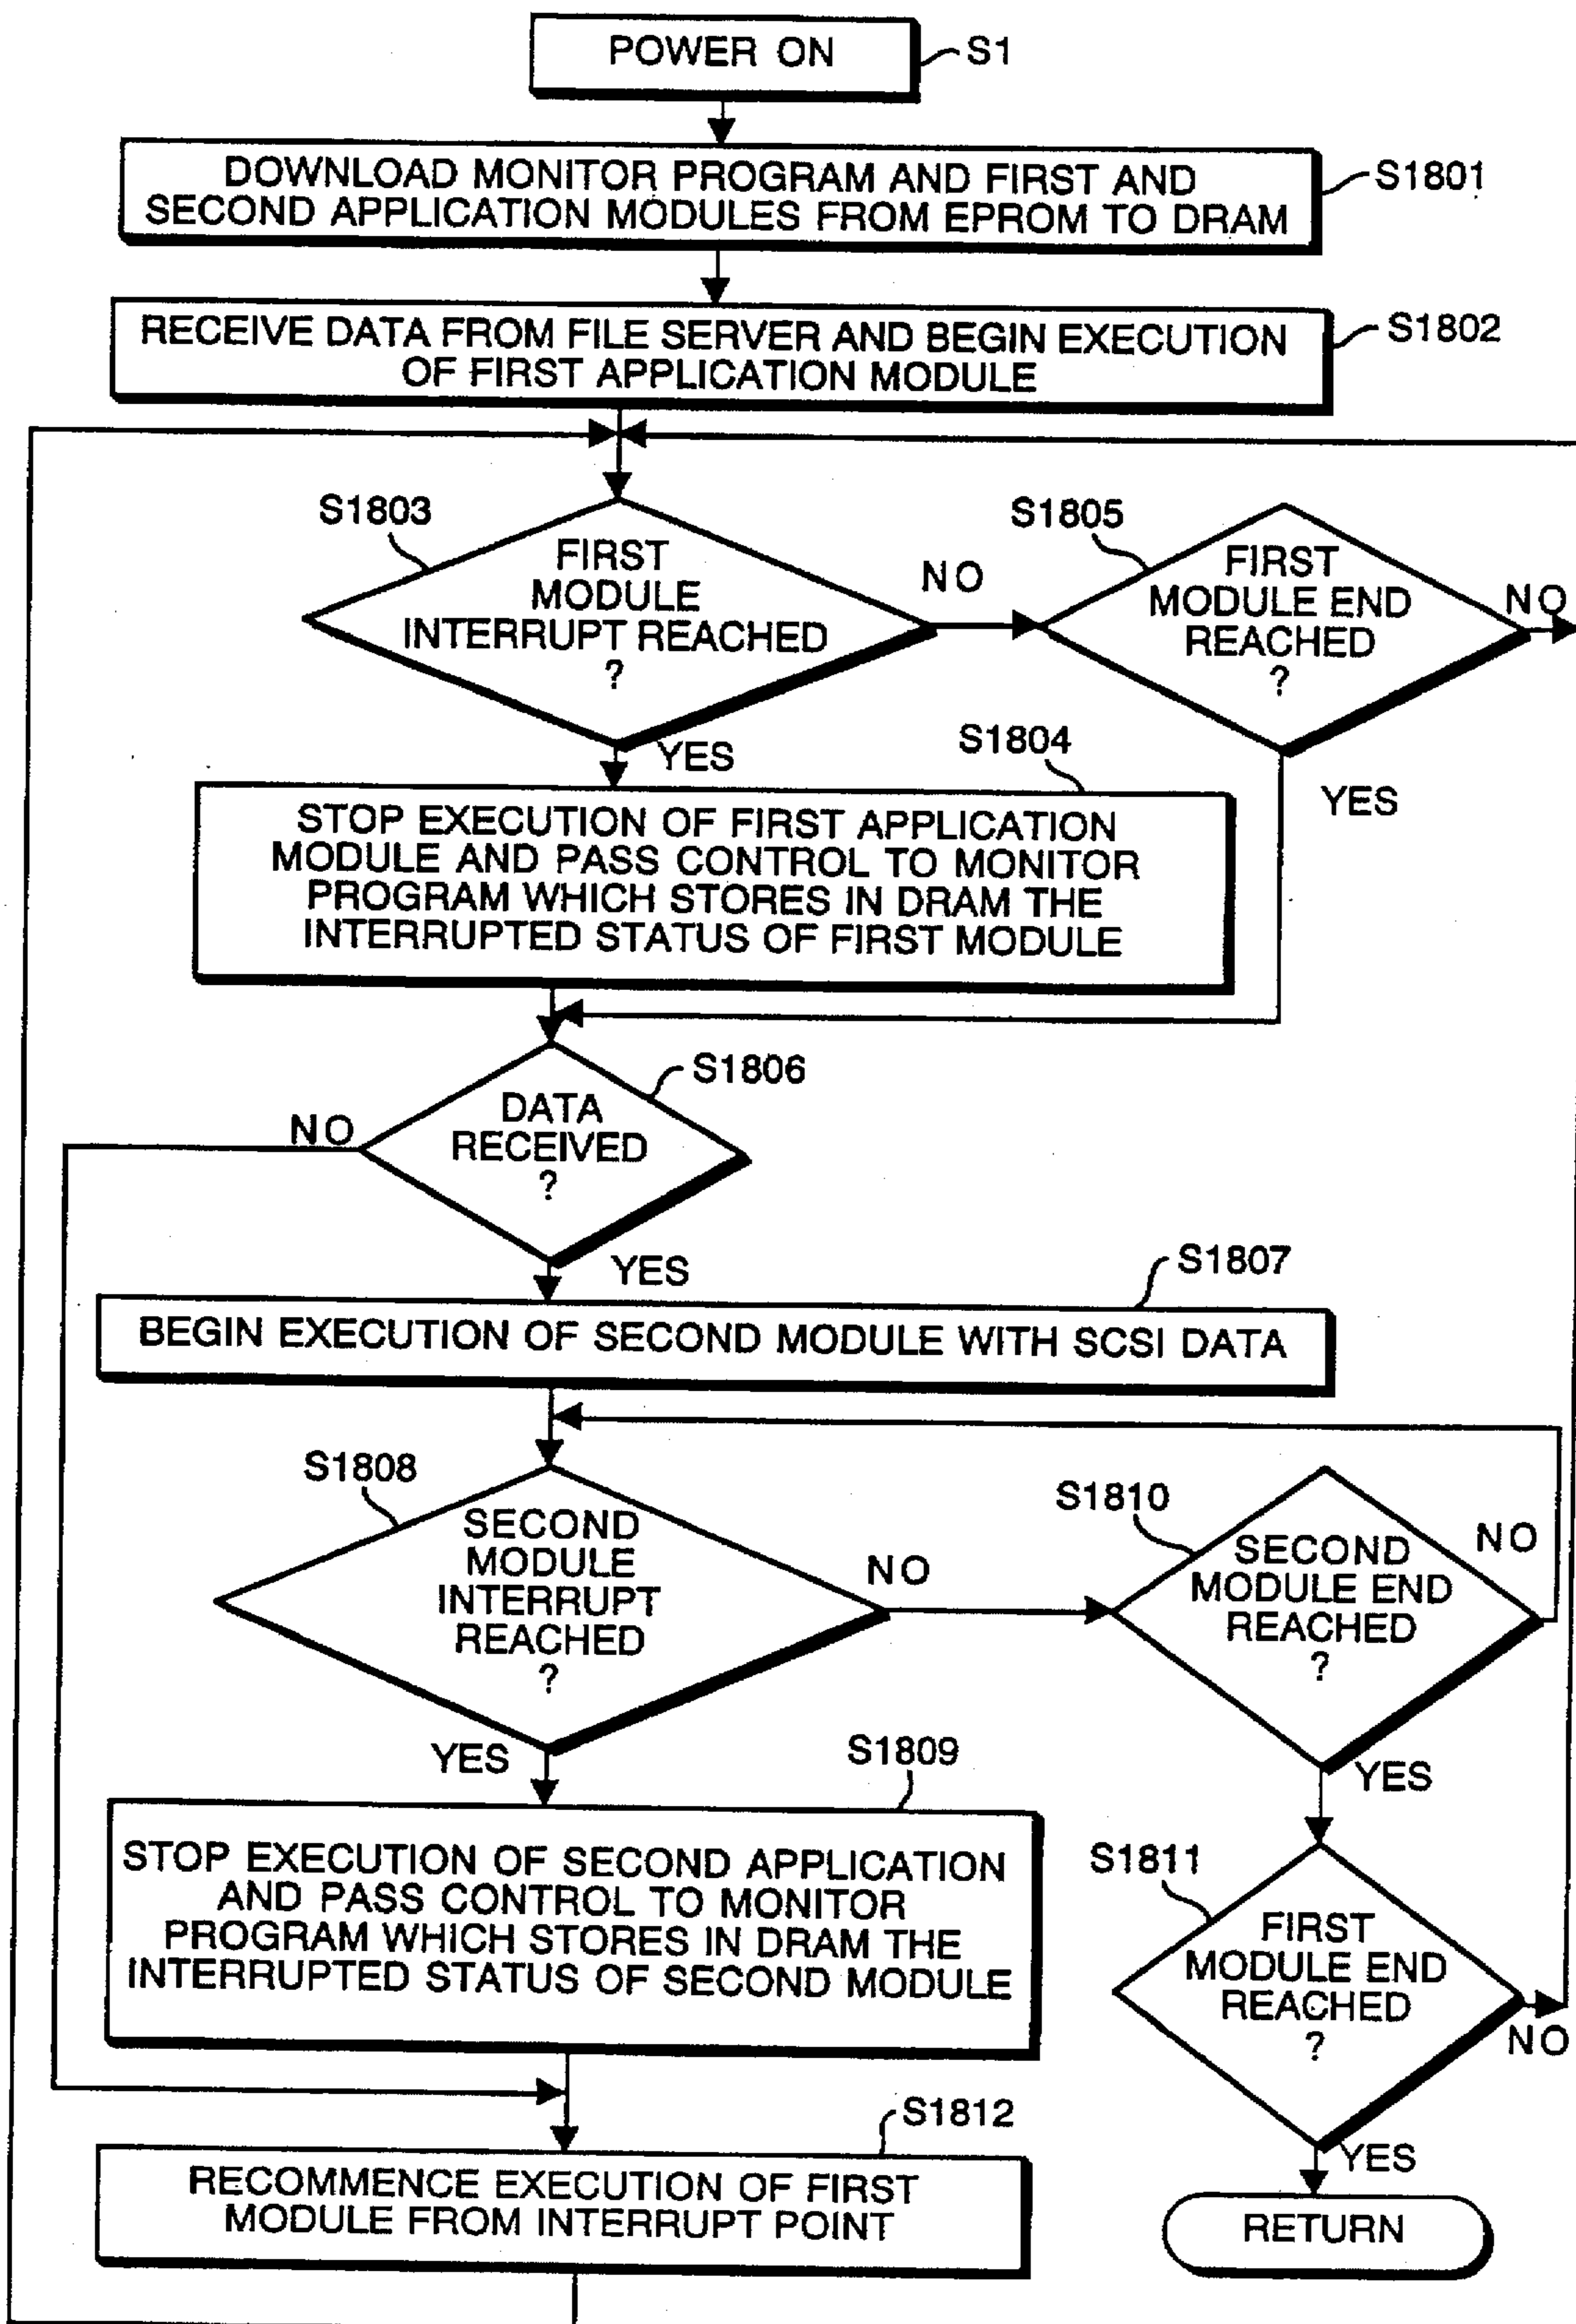 POWER ON
S1
DOWNLOAD MONITOR PROGRAM AND FIRST AND
SECOND APPLICATION MODULES FROM EPROM TO DRAM
S1801
RECEIVE DATA FROM FILE SERVER AND BEGIN EXECUTION
OF FIRST APPLICATION MODULE
S1802
S1803
FIRST
MODULE
INTERRUPT REACHED
?
NO
YES
S1805
FIRST
MODULE END
REACHED
?
NO
YES
S1804
STOP EXECUTION OF FIRST APPLICATION
MODULE AND PASS CONTROL TO MONITOR
PROGRAM WHICH STORES IN DRAM THE
INTERRUPTED STATUS OF FIRST MODULE
S1806
DATA
RECEIVED
?
NO
YES
S1807
BEGIN EXECUTION OF SECOND MODULE WITH SCSI DATA
S1808
SECOND
MODULE
INTERRUPT
REACHED
?
NO
YES
S1810
SECOND
MODULE END
REACHED
?
NO
YES
S1809
STOP EXECUTION OF SECOND APPLICATION
AND PASS CONTROL TO MONITOR
PROGRAM WHICH STORES IN DRAM THE
INTERRUPTED STATUS OF SECOND MODULE
S1811
FIRST
MODULE END
REACHED
?
NO
YES
S1812
RECOMMENCE EXECUTION OF FIRST
MODULE FROM INTERRUPT POINT
RETURN